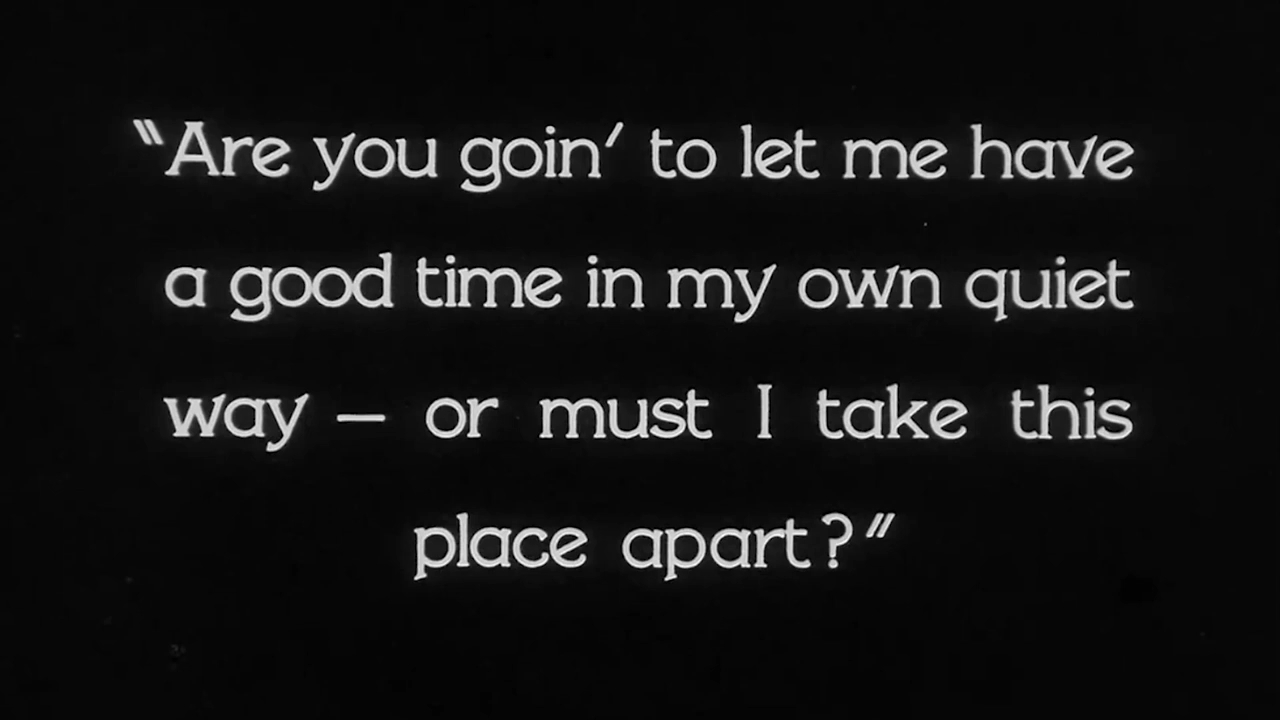 "Are you goin' to let me have
a good time in my own quiet
way — or must I take this
place apart?"